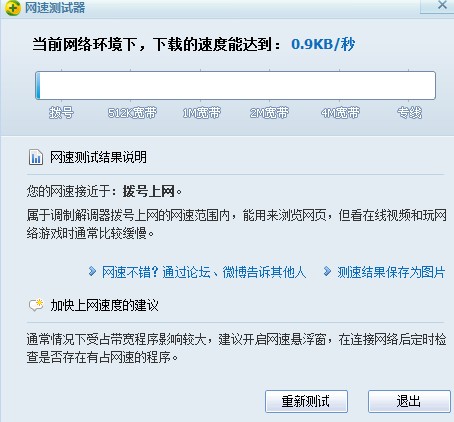 网速测试器
当前网络环境下，下载的速度能达到：0.9KB/秒
拨号 512K宽带 1M宽带 2M宽带 4M宽带 专线
网速测试结果说明
您的网速接近于：拨号上网。
属于调制解调器拨号上网的网速范围内，能用来浏览网页，但看在线视频和玩网
络游戏时通常比较缓慢。
网速不错？通过论坛、微博告诉其他人 测速结果保存为图片
加快上网速度的建议
通常情况下受占带宽程序影响较大，建议开启网速悬浮窗，在连接网络后定时检
查是否存在有占网速的程序。
重新测试 退出